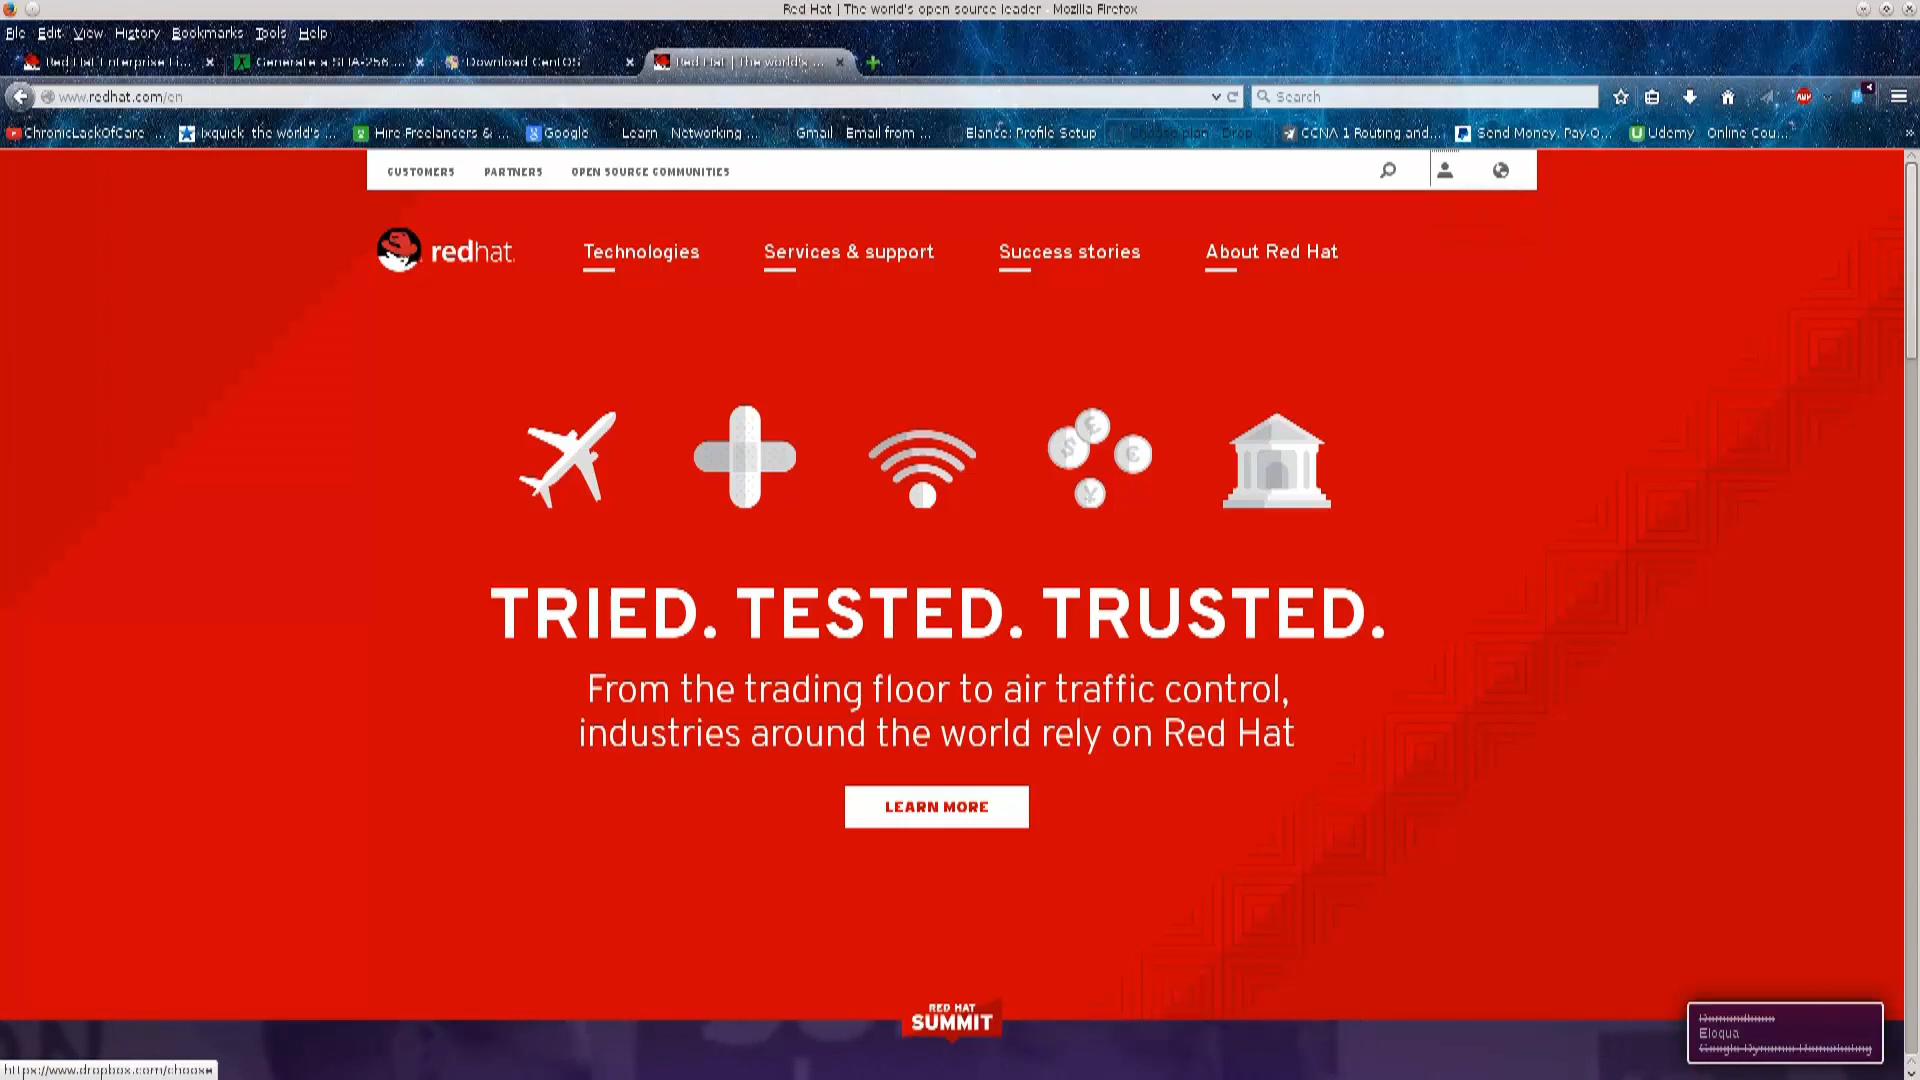 Red Hat | The world's open source leader - Mozilla Firefox
File Edit View History Bookmarks Tools Help
Red Hat Enterprise Li... Generate a SHA-256 ... Download CentOS Red Hat | The world's ...
www.redhat.com/en Search
ChronicLackOfCare ... Ixquick the world's ... Hire Freelancers & ... Google Learn Networking ... Gmail Email from ... Elance: Profile Setup Choose plan - Drop... CCNA 1 Routing and... Send Money, Pay O... Udemy Online Cou... »
CUSTOMERS PARTNERS OPEN SOURCE COMMUNITIES
redhat. Technologies Services & support Success stories About Red Hat
TRIED. TESTED. TRUSTED.
From the trading floor to air traffic control,
industries around the world rely on Red Hat
LEARN MORE
RED HAT
SUMMIT
Demandbase
Eloqua
Google Dynamic Remarketing
https://www.dropbox.com/choose